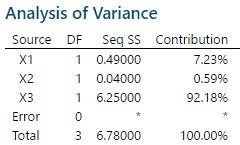 Analysis of Variance
Source DF Seq SS Contribution
X1 1 0.49000 7.23%
X2 1 0.04000 0.59%
X3 1 6.25000 92.18%
Error 0 * *
Total 3 6.78000 100.00%